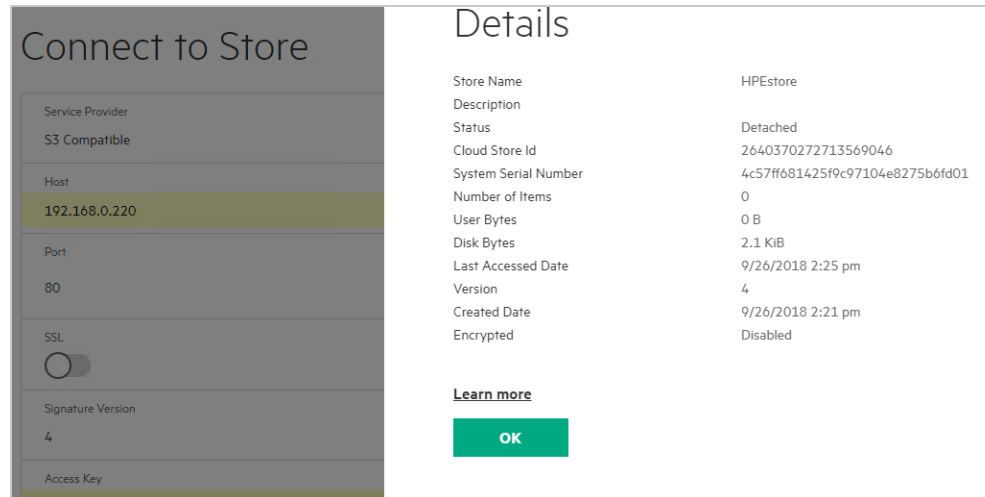 Connect to Store
Service Provider
S3 Compatible
Host
192.168.0.220
Port
80
SSL
Signature Version
4
Access Key
Details
Store Name HPEstore
Description
Status Detached
Cloud Store Id 2640370272713569046
System Serial Number 4c57ff681425f9c97104e8275b6fd01
Number of Items 0
User Bytes 0 B
Disk Bytes 2.1 KiB
Last Accessed Date 9/26/2018 2:25 pm
Version 4
Created Date 9/26/2018 2:21 pm
Encrypted Disabled
Learn more
OK